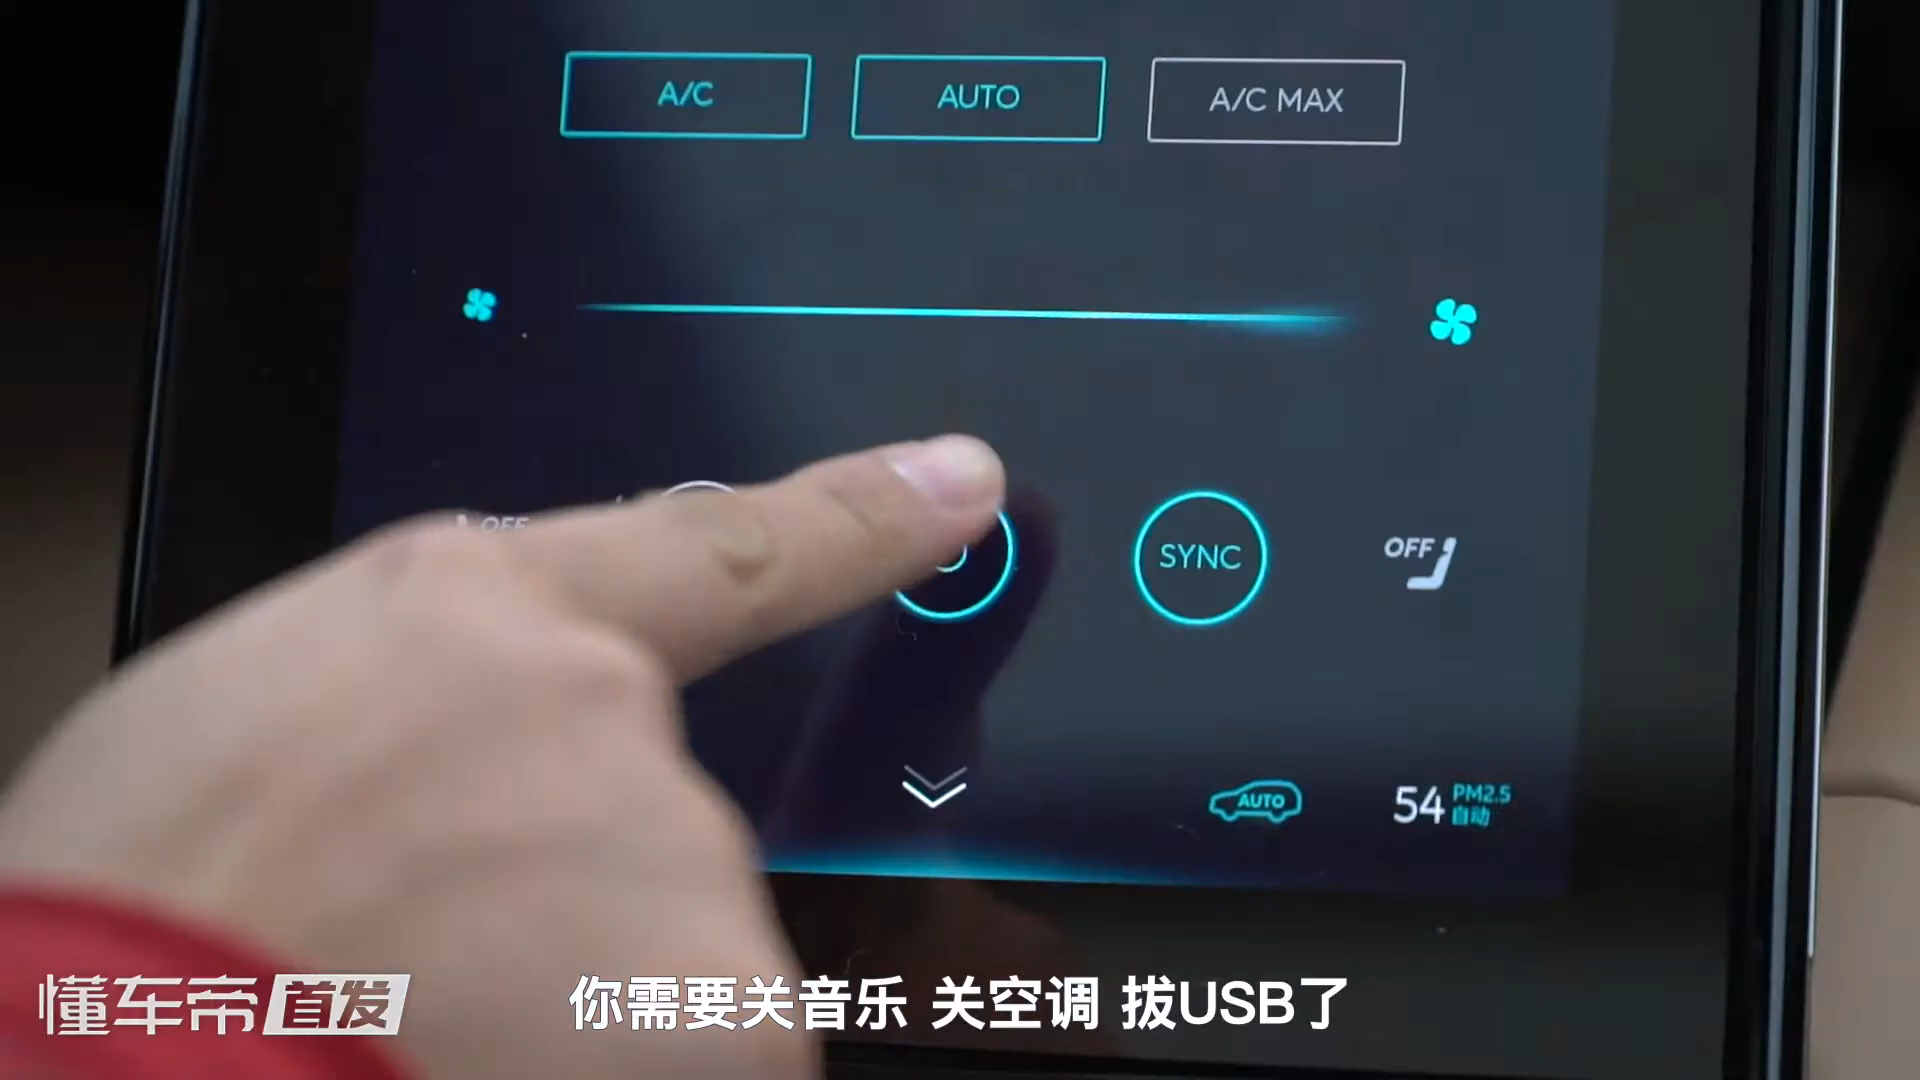 A/C AUTO A/C MAX
OFF SYNC OFF
AUTO 54 PM2.5
自动
懂车帝首发
你需要关音乐 关空调 拔USB了